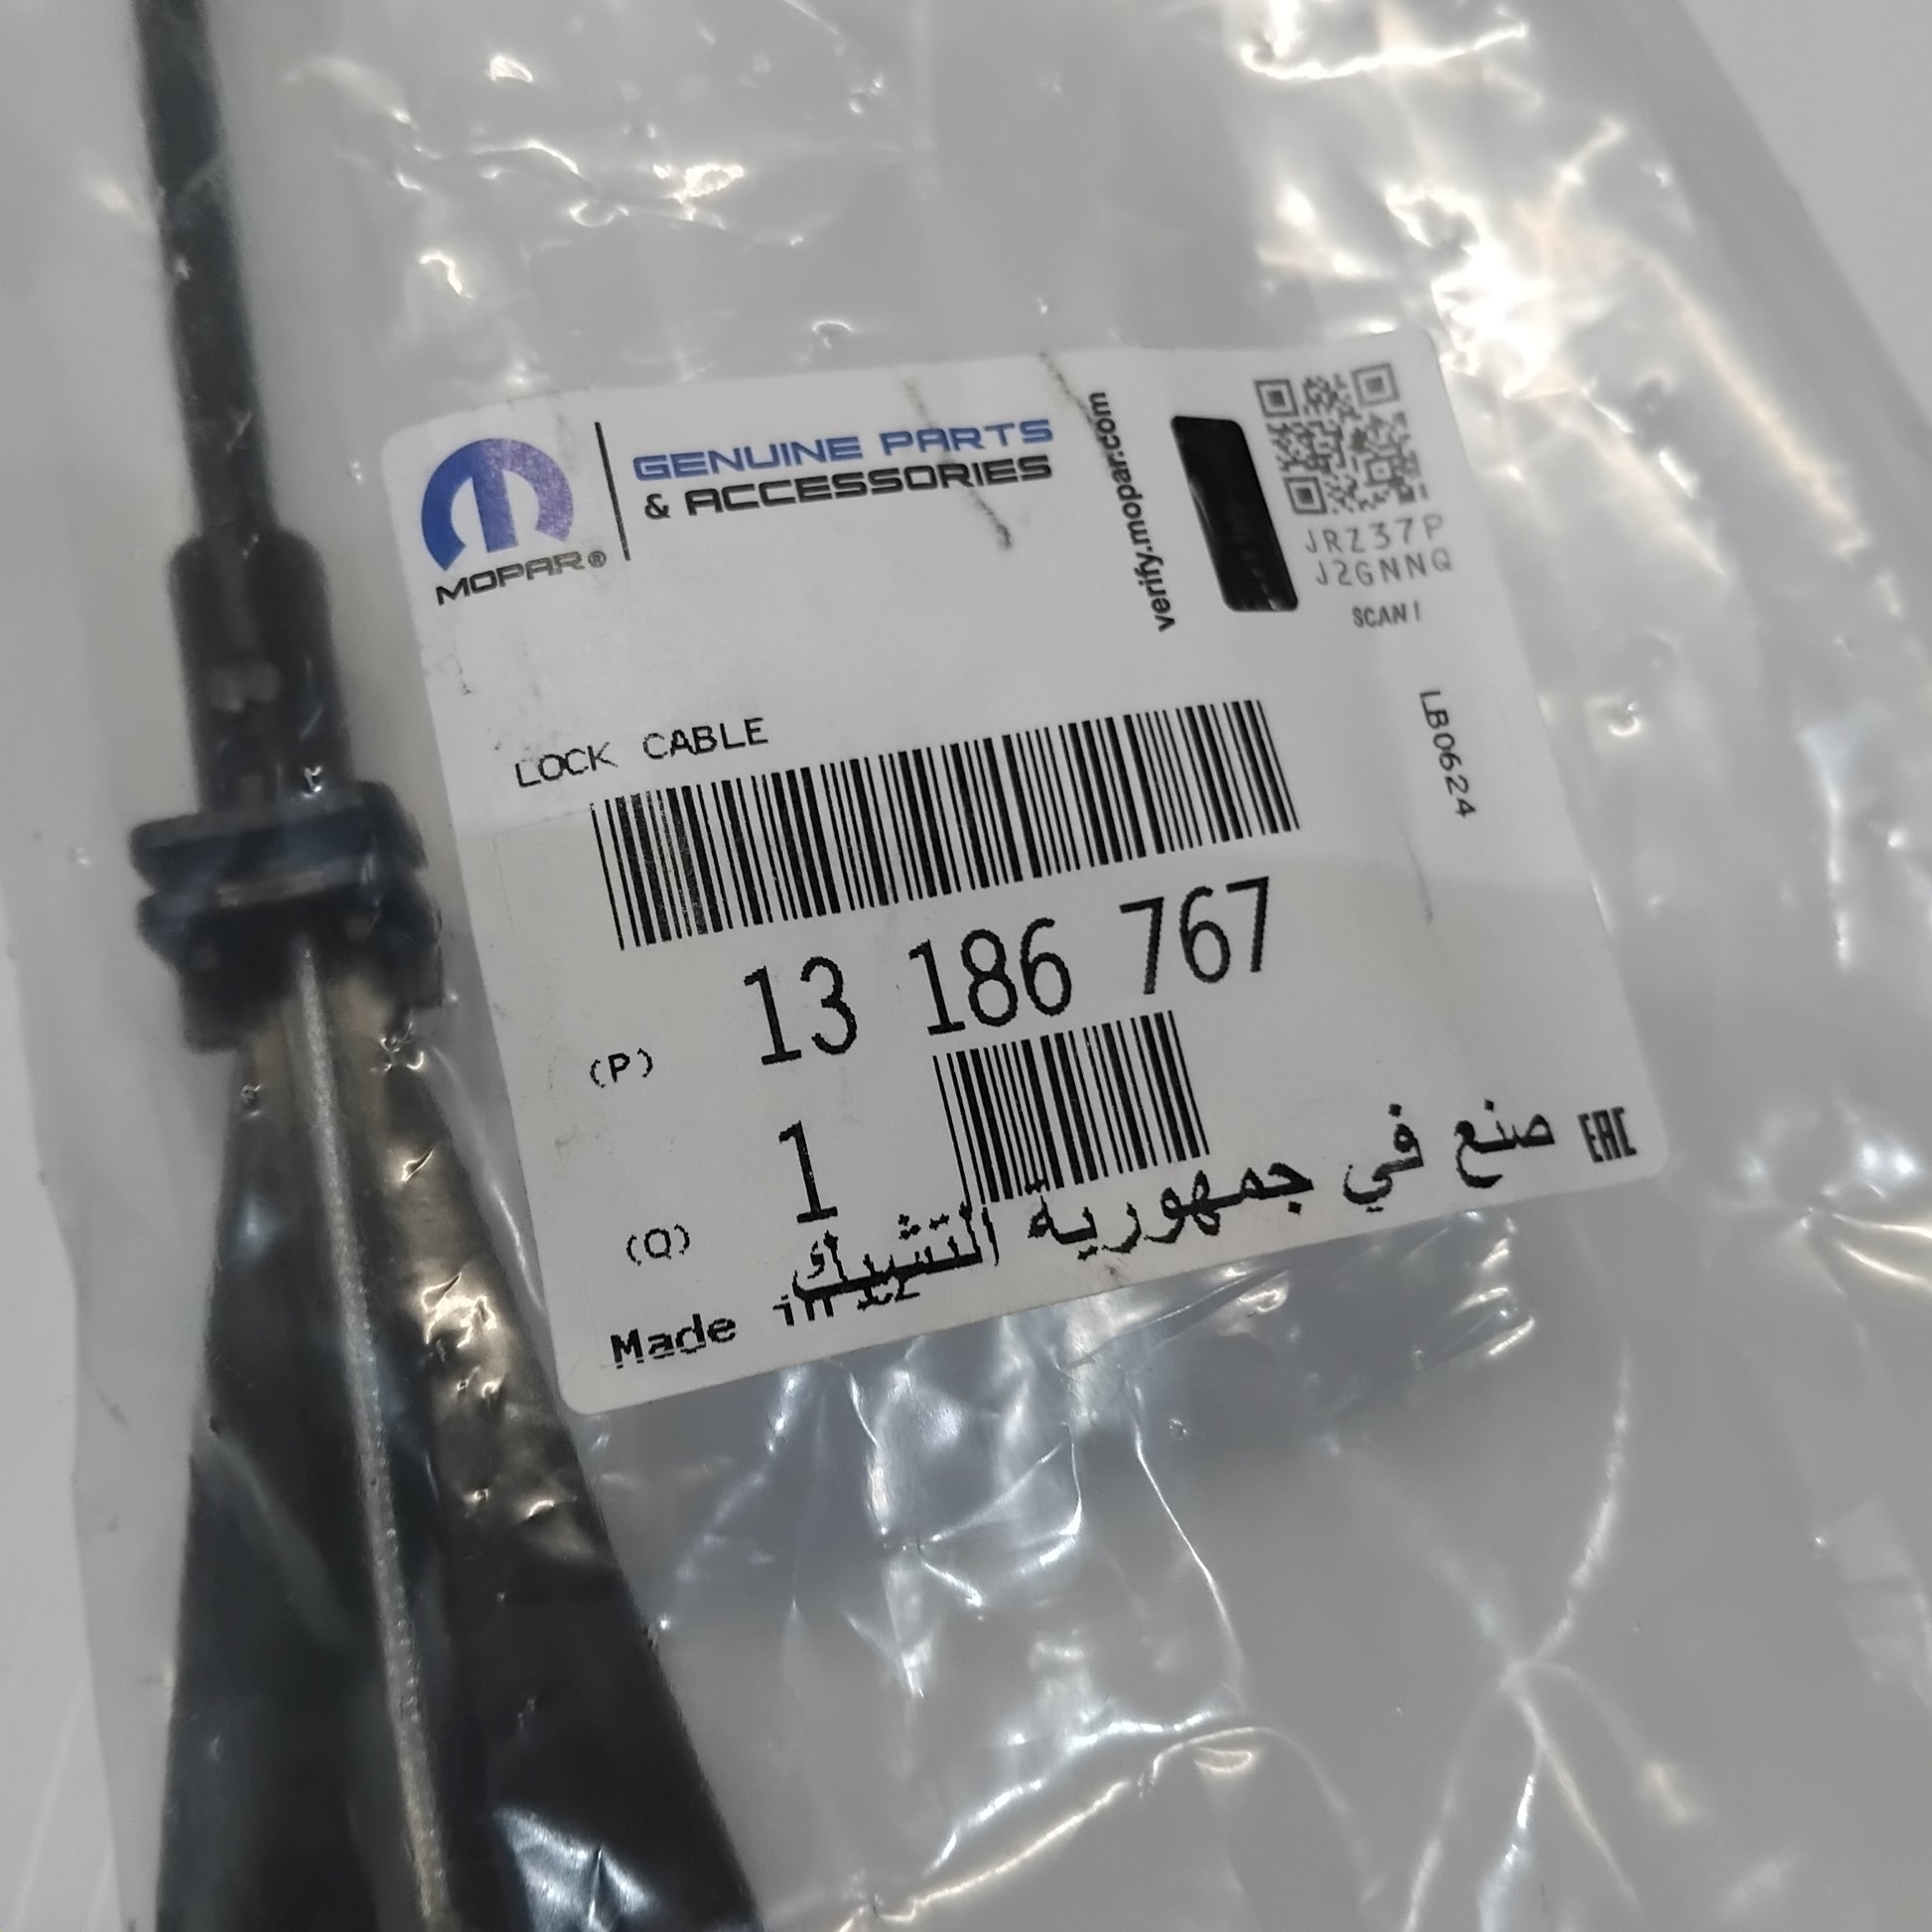 GENUINE PARTS
& ACCESSORIES
MOPAR®
verify.mopar.com
JRZ37P
J2GNNQ
SCAN!
LB0624
LOCK CABLE
(P) 13 186 767
(Q) 1
صنع في جمهورية التشيك
EAC
Made in